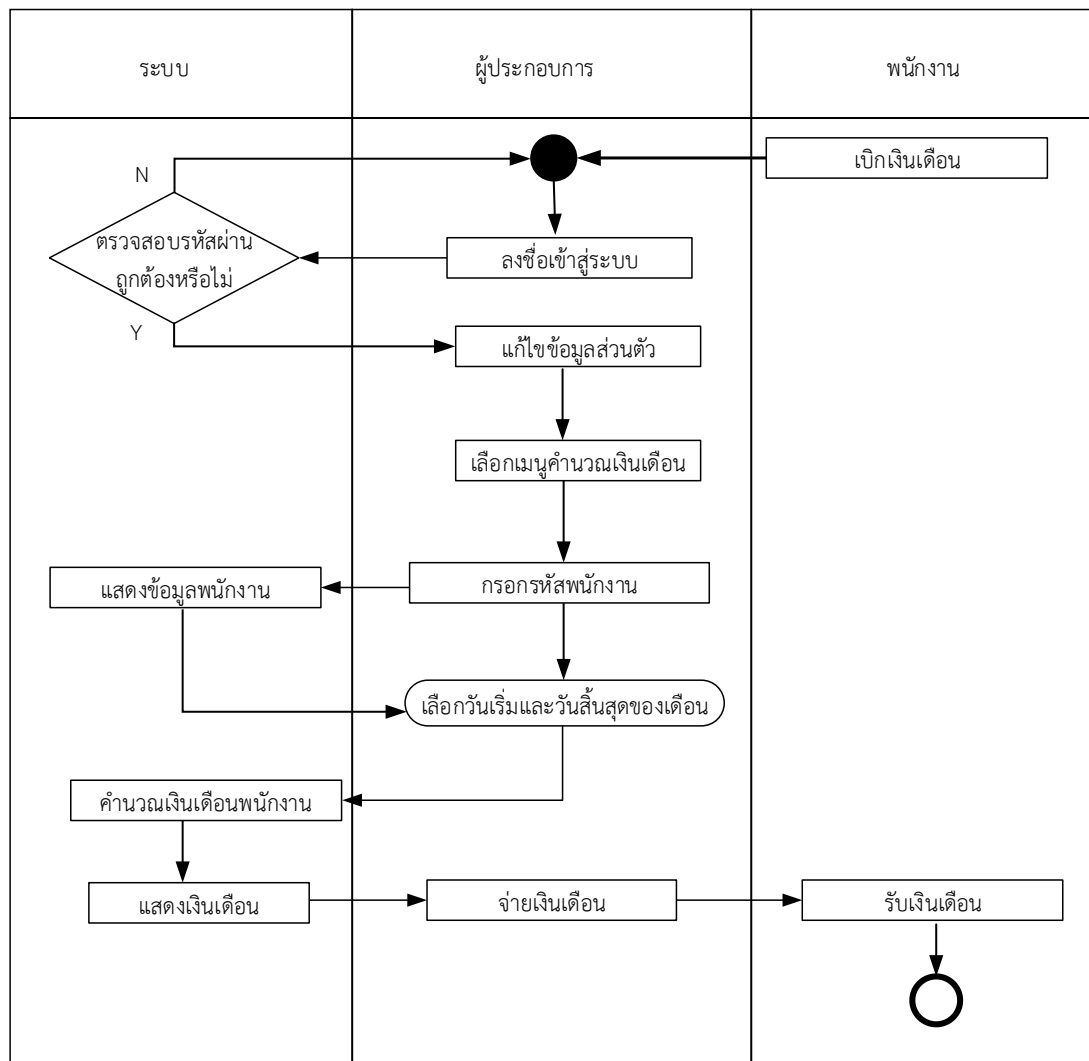 ระบบ
ผู้ประกอบการ
พนักงาน
เบิกเงินเดือน
N
ตรวจสอบรหัสผ่าน
ถูกต้องหรือไม่
ลงชื่อเข้าสู่ระบบ
Y
แก้ไขข้อมูลส่วนตัว
เลือกเมนูคำนวณเงินเดือน
แสดงข้อมูลพนักงาน
กรอกรหัสพนักงาน
เลือกวันเริ่มและวันสิ้นสุดของเดือน
คำนวณเงินเดือนพนักงาน
แสดงเงินเดือน
จ่ายเงินเดือน
รับเงินเดือน